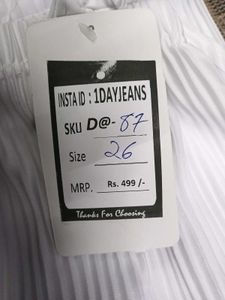 INSTA ID : 1DAYJEANS
SKU D@-87
Size 26
MRP. Rs. 499 /-
Thanks For Choosing